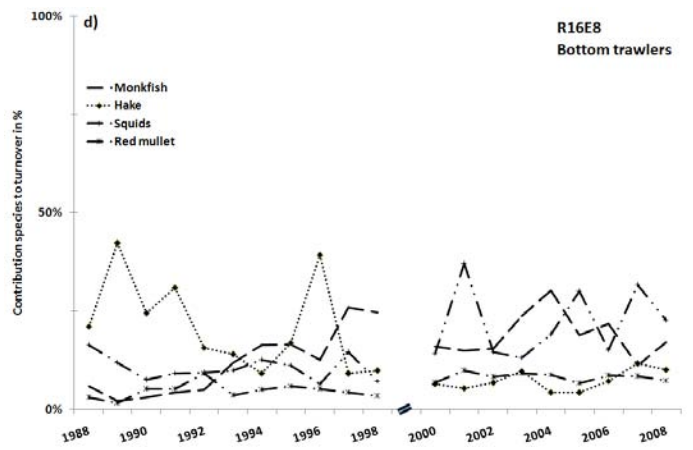 100%
d)
R16E8
Bottom trawlers
Monkfish
Hake
Squids
Red mullet
Contribution species to turnover in %
50%
0%
1988 1990 1992 1994 1996 1998 2000 2002 2004 2006 2008